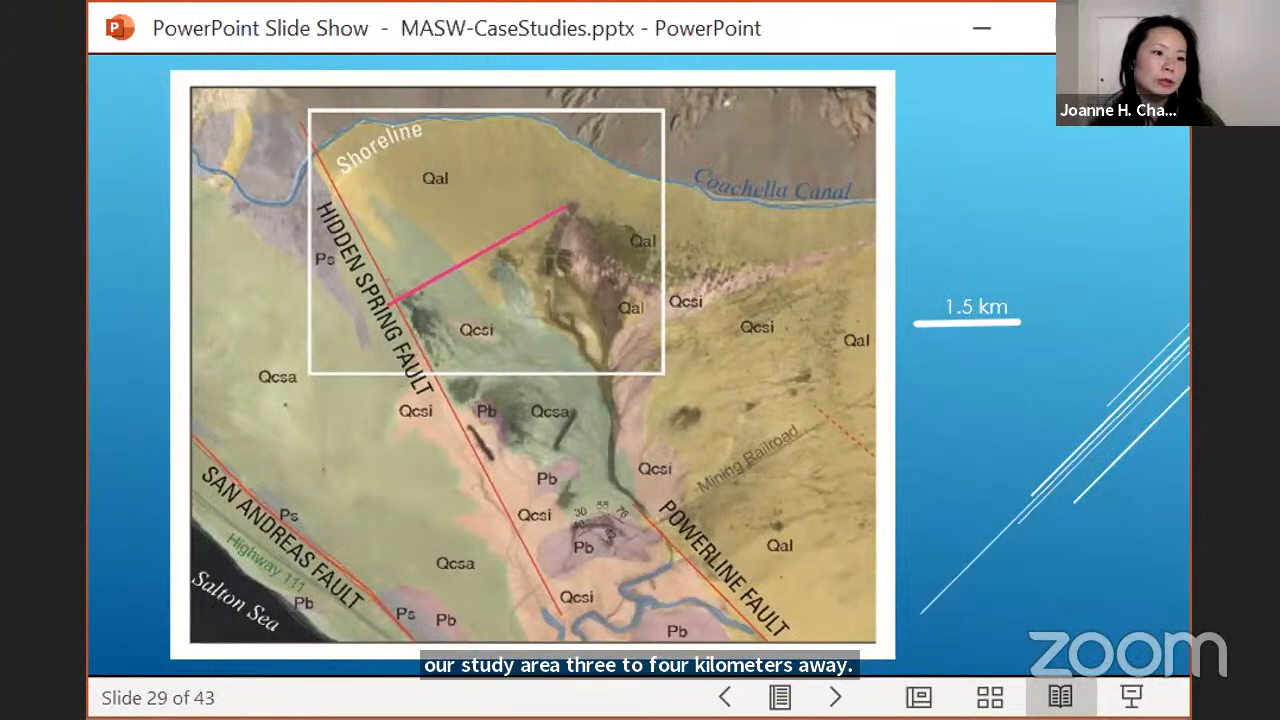 PowerPoint Slide Show - MASW-CaseStudies.pptx - PowerPoint
Joanne H. Cha...
Shoreline
Qal
Coachella Canal
HIDDEN SPRING FAULT
Ps
Qal
Qal
Qcsi
Qcsi
Qcsi
Qal
1.5 km
Qcsa
Qcsi
Pb
Qcsa
Mining Railroad
Qcsi
Pb
SAN ANDREAS FAULT
Ps
Qcsi
30
55
76
POWERLINE FAULT
Pb
Qal
Highway 111
Qcsa
Salton Sea
Pb
Qcsi
Ps
Pb
Pb
our study area three to four kilometers away.
zoom
Slide 29 of 43